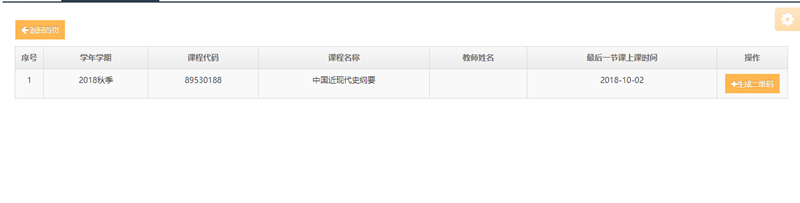 返回首页
序号 学年学期 课程代码 课程名称 教师姓名 最后一节课上课时间 操作
1 2018秋季 89530188 中国近现代史纲要 2018-10-02 生成二维码